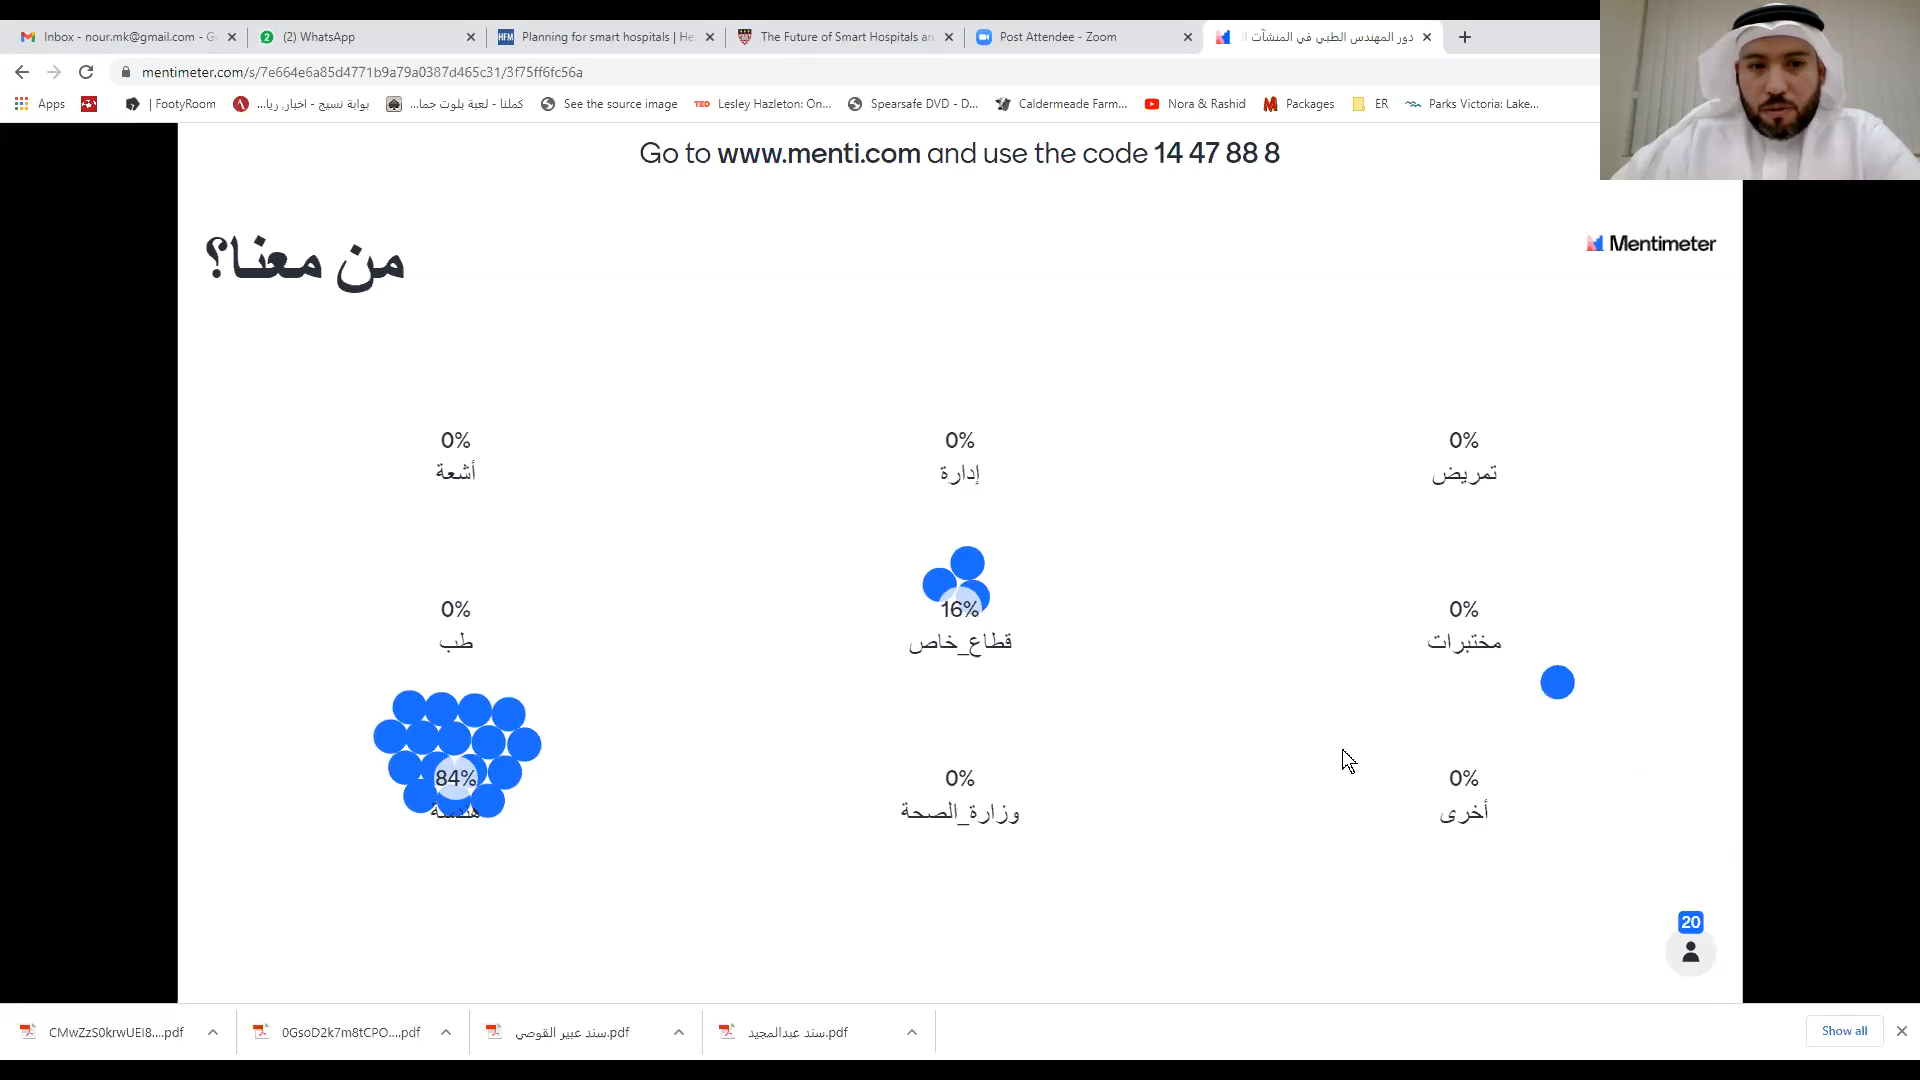 Inbox - nour.mk@gmail.com - G
(2) WhatsApp
Planning for smart hospitals | He
The Future of Smart Hospitals an
Post Attendee - Zoom
دور المهندس الطبي في المنشآت ا
mentimeter.com/s/7e664e6a85d4771b9a79a0387d465c31/3f75ff6fc56a
Apps
| FootyRoom
بوابة نسيج - اخبار, ريا...
كملنا - لعبة بلوت جما...
See the source image
TED Lesley Hazleton: On...
Spearsafe DVD - D...
Caldermeade Farm...
Nora & Rashid
Packages
ER
Parks Victoria: Lake...
Go to www.menti.com and use the code 14 47 88 8
من معنا؟
Mentimeter
0%
أشعة
0%
إدارة
0%
تمريض
0%
طب
16%
قطاع_خاص
0%
مختبرات
84%
هندسة
0%
وزارة_الصحة
0%
أخرى
20
CMwZzS0krwUEI8....pdf
0GsoD2k7m8tCPO....pdf
سند عبير القوصي.pdf
سند عبدالمجيد.pdf
Show all